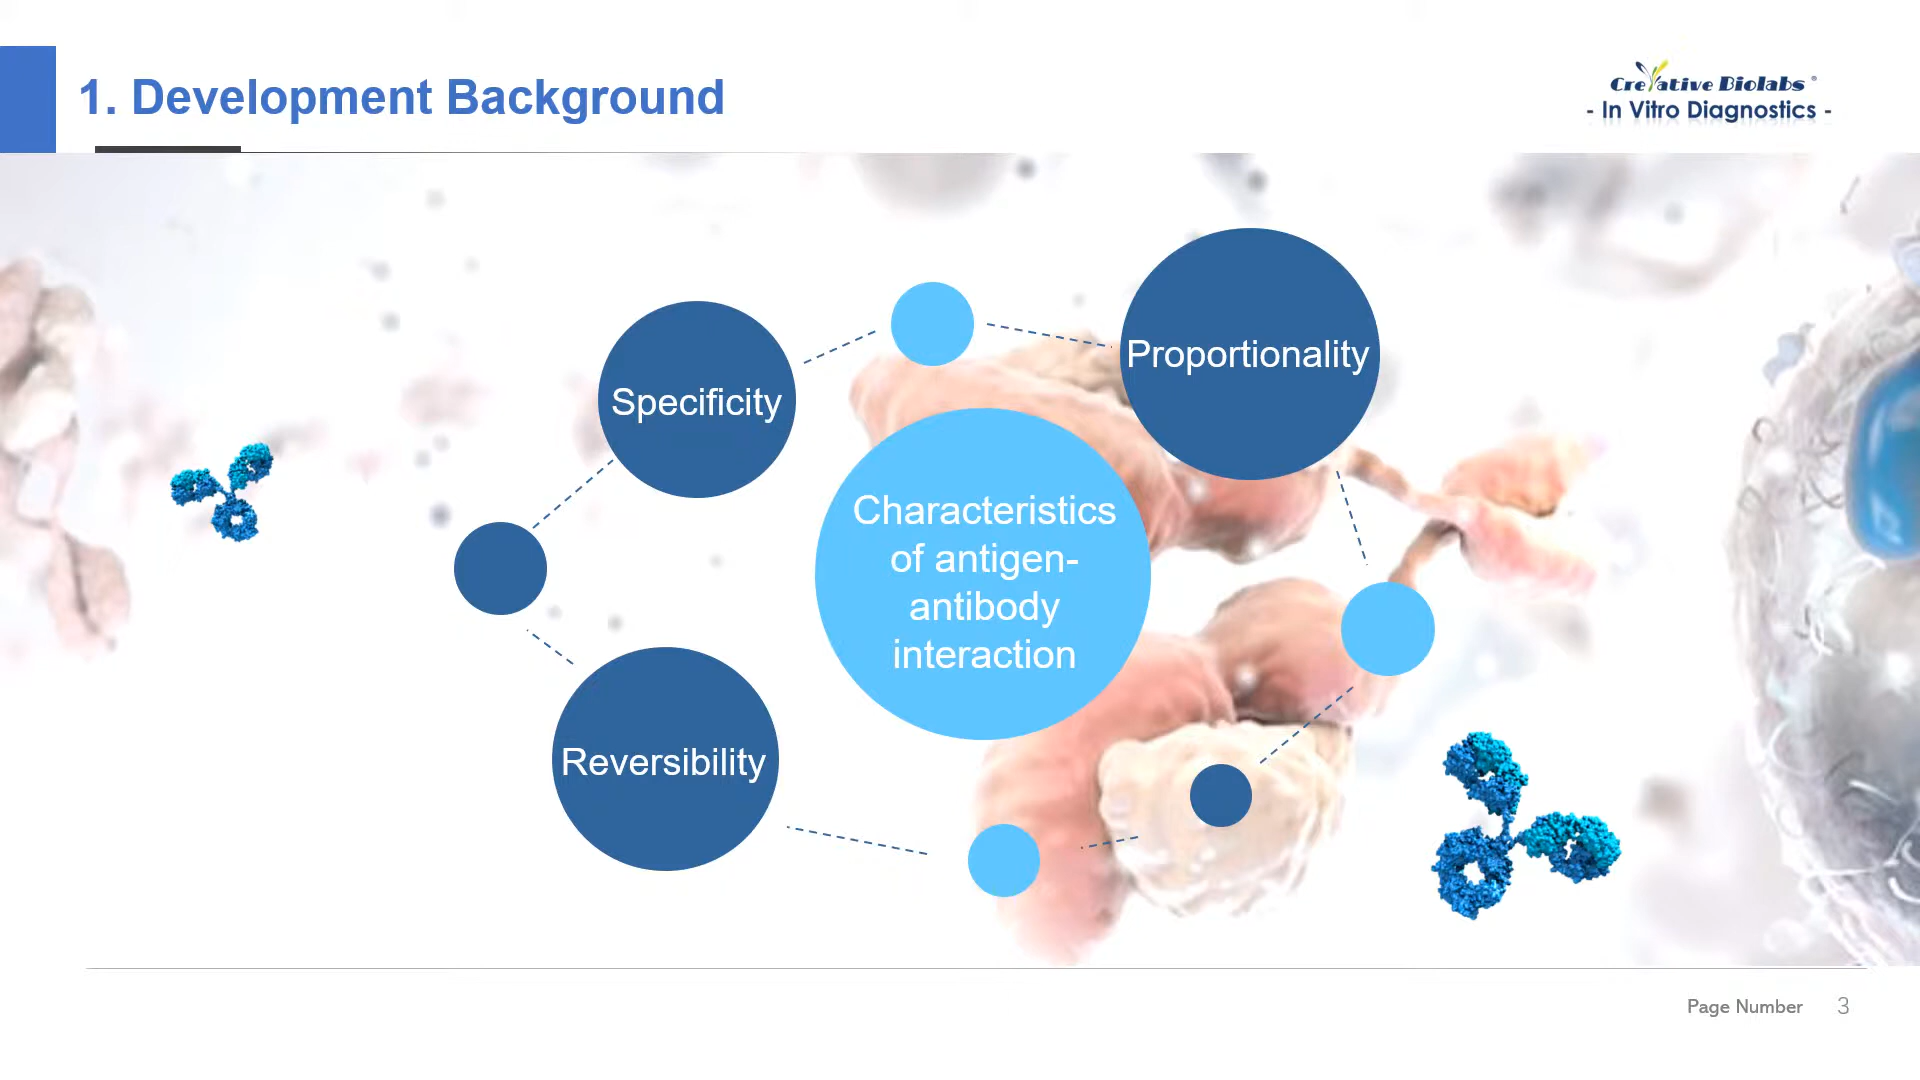 1. Development Background
Creative Biolabs®
- In Vitro Diagnostics -
Specificity
Proportionality
Characteristics
of antigen-
antibody
interaction
Reversibility
Page Number 3